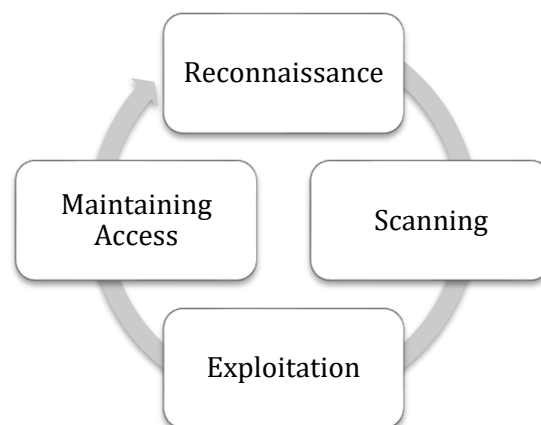 Reconnaissance
Scanning
Exploitation
Maintaining
Access